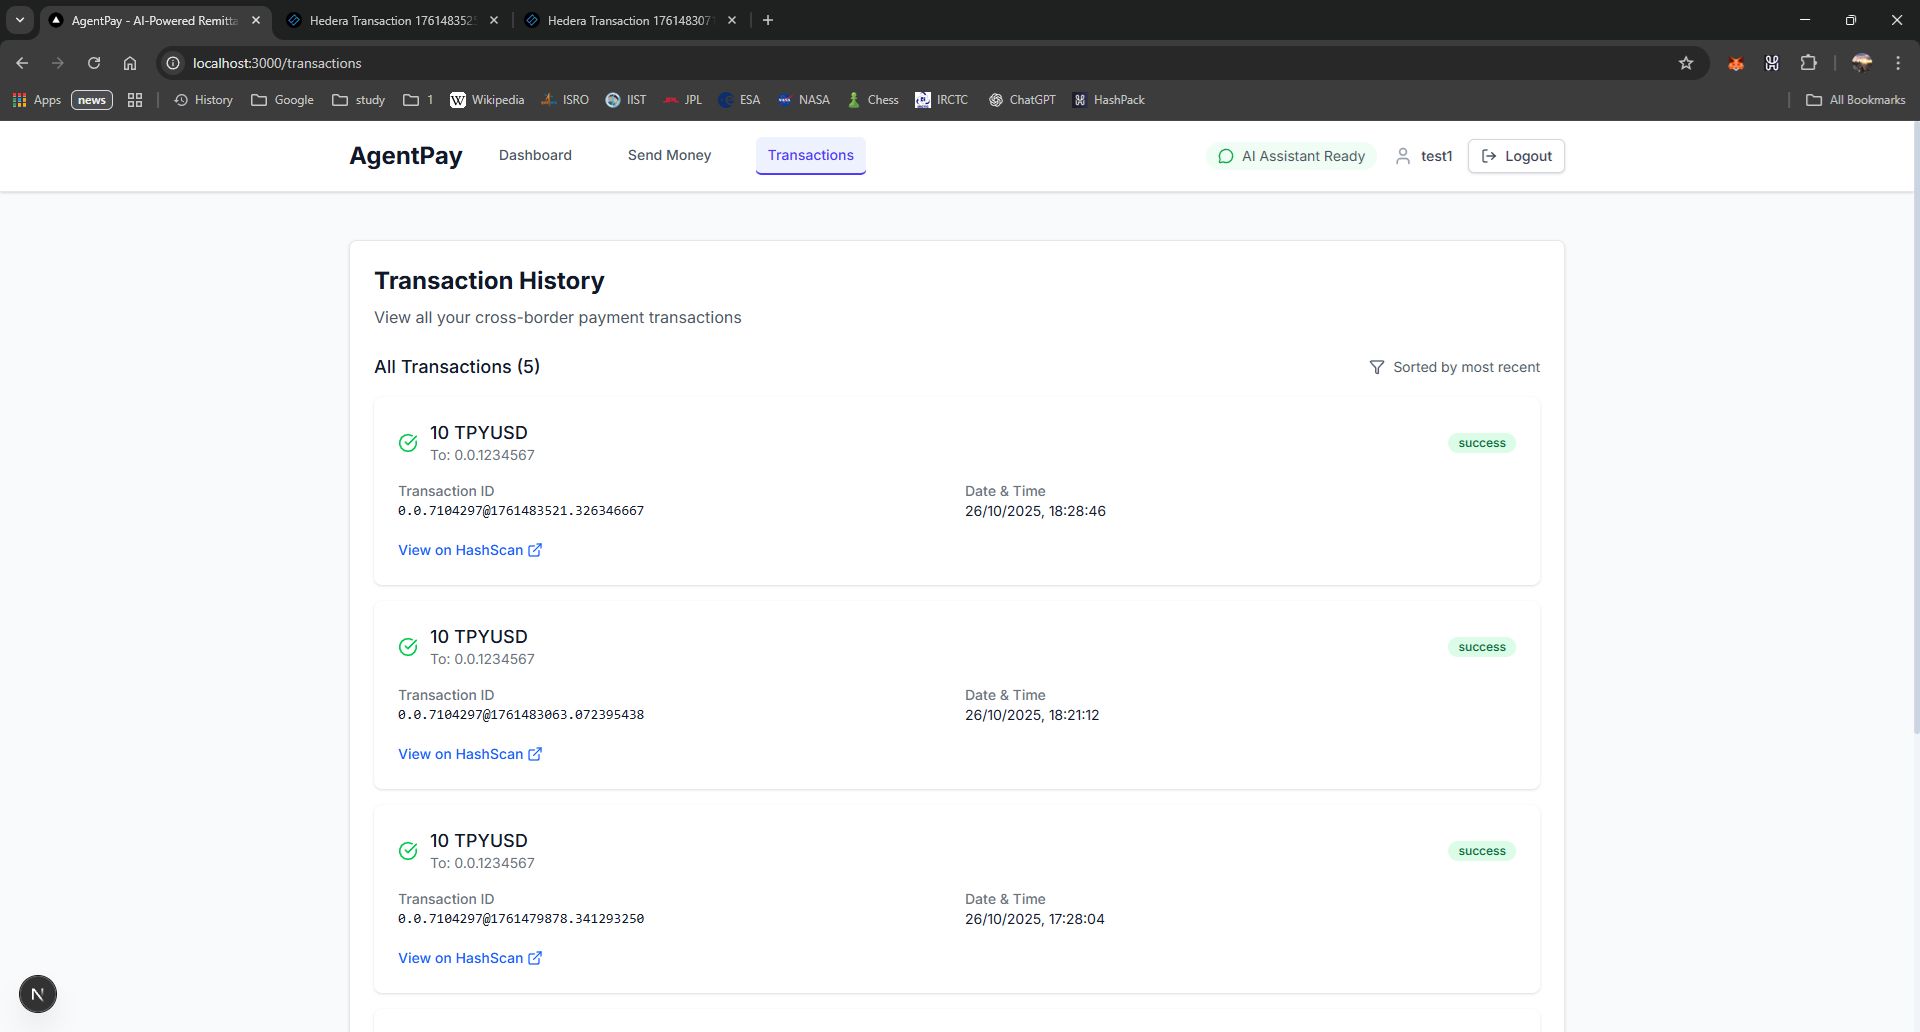 AgentPay - AI-Powered Remitta
Hedera Transaction 176148352
Hedera Transaction 1761483071
localhost:3000/transactions
Apps
news
History
Google
study
1
Wikipedia
ISRO
IIST
JPL
ESA
NASA
Chess
IRCTC
ChatGPT
HashPack
All Bookmarks
AgentPay
Dashboard
Send Money
Transactions
AI Assistant Ready
test1
Logout
Transaction History
View all your cross-border payment transactions
All Transactions (5)
Sorted by most recent
10 TPYUSD
To: 0.0.1234567
success
Transaction ID
0.0.7104297@1761483521.326346667
Date & Time
26/10/2025, 18:28:46
View on HashScan
10 TPYUSD
To: 0.0.1234567
success
Transaction ID
0.0.7104297@1761483063.072395438
Date & Time
26/10/2025, 18:21:12
View on HashScan
10 TPYUSD
To: 0.0.1234567
success
Transaction ID
0.0.7104297@1761479878.341293250
Date & Time
26/10/2025, 17:28:04
View on HashScan
N